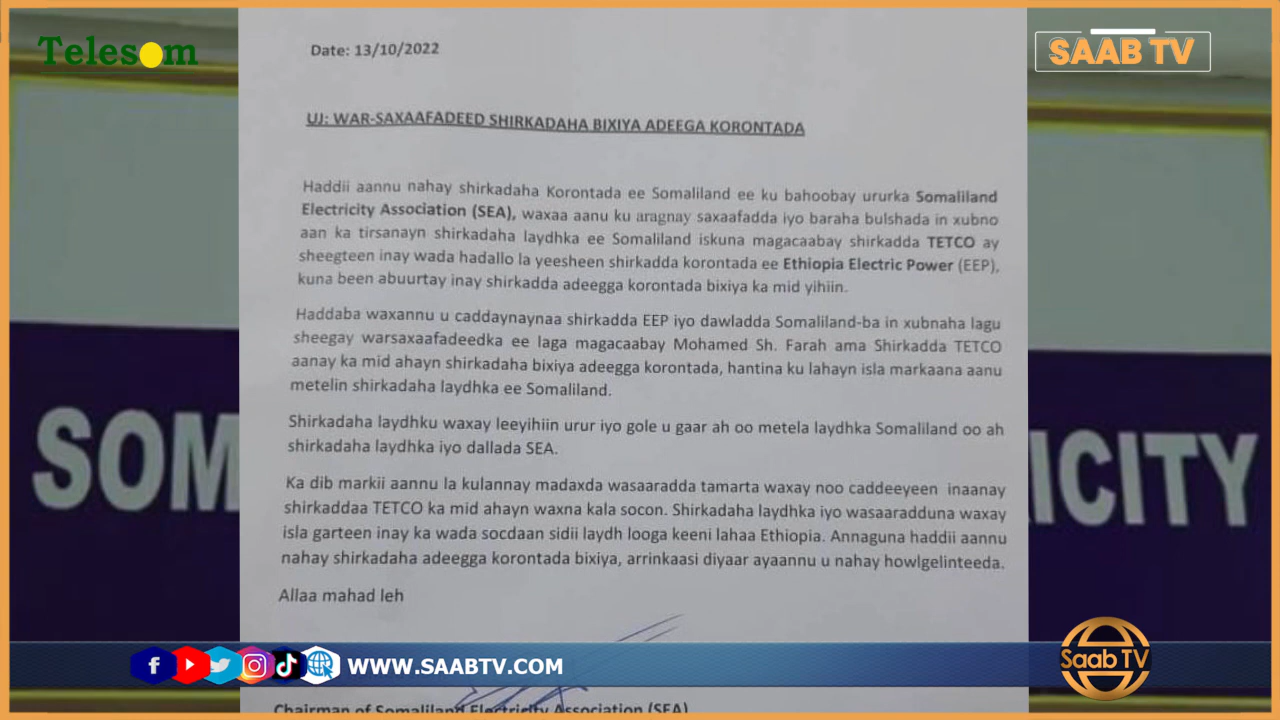 Telesom
SAAB TV
Date: 13/10/2022
UJ: WAR-SAXAAFADEED SHIRKADAHA BIXIYA ADEEGA KORONTADA
Haddii aannu nahay shirkadaha Korontada ee Somaliland ee ku bahoobay ururka Somaliland
Electricity Association (SEA), waxaa aanu ku aragnay saxaafadda iyo baraha bulshada in xubno
aan ka tirsanayn shirkadaha laydhka ee Somaliland iskuna magacaabay shirkadda TETCO ay
sheegteen inay wada hadallo la yeesheen shirkadda korontada ee Ethiopia Electric Power (EEP),
kuna been abuurtay inay shirkadda adeegga korontada bixiya ka mid yihiin.
Haddaba waxannu u caddaynaynaa shirkadda EEP iyo dawladda Somaliland-ba in xubnaha lagu
sheegay warsaxaafadeedka ee laga magacaabay Mohamed Sh. Farah ama Shirkadda TETCO
aanay ka mid ahayn shirkadaha bixiya adeegga korontada, hantina ku lahayn isla markaana aanu
metelin shirkadaha laydhka ee Somaliland.
Shirkadaha laydhku waxay leeyihiin urur iyo gole u gaar ah oo metela laydhka Somaliland oo ah
shirkadaha laydhka iyo dallada SEA.
Ka dib markii aannu la kulannay madaxda wasaaradda tamarta waxay noo caddeeyeen inaanay
shirkaddaa TETCO ka mid ahayn waxna kala socon. Shirkadaha laydhka iyo wasaaradduna waxay
isla garteen inay ka wada socdaan sidii laydh looga keeni lahaa Ethiopia. Annaguna haddii aannu
nahay shirkadaha adeegga korontada bixiya, arrinkaasi diyaar ayaannu u nahay howlgelinteeda.
Allaa mahad leh
Chairman of Somaliland Electricity Association (SEA)
SOM
ICITY
WWW.SAABTV.COM
Saab TV